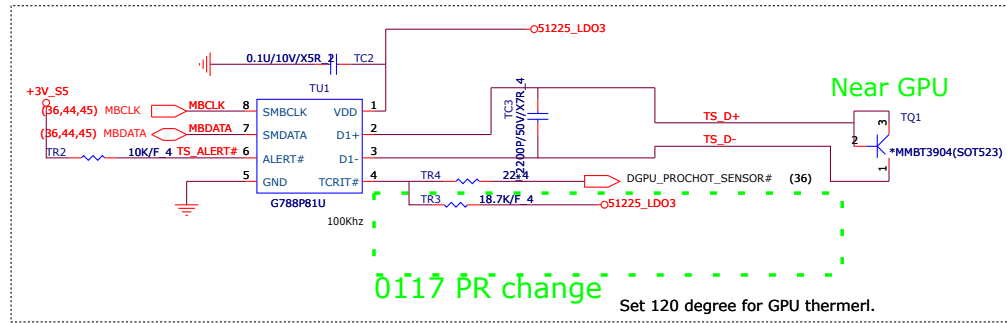 51225_LDO3
0.1U/10V/X5R_2
TC2
TU1
+3V_S5
Near GPU
(36,44,45) MBCLK
MBCLK
8
SMBCLK
VDD
1
TC3
*2200P/50V/X7R_4
TS_D+
TQ1
(36,44,45) MBDATA
MBDATA
7
SMDATA
D1+
2
TS_D-
3
2
*MMBT3904(SOT523)
1
TR2
10K/F_4
TS_ALERT#
6
ALERT#
D1-
3
5
GND
TCRIT#
4
TR4
22_4
DGPU_PROCHOT_SENSOR# (36)
G788P81U
TR3
18.7K/F_4
51225_LDO3
100Khz
0117 PR change
Set 120 degree for GPU thermerl.